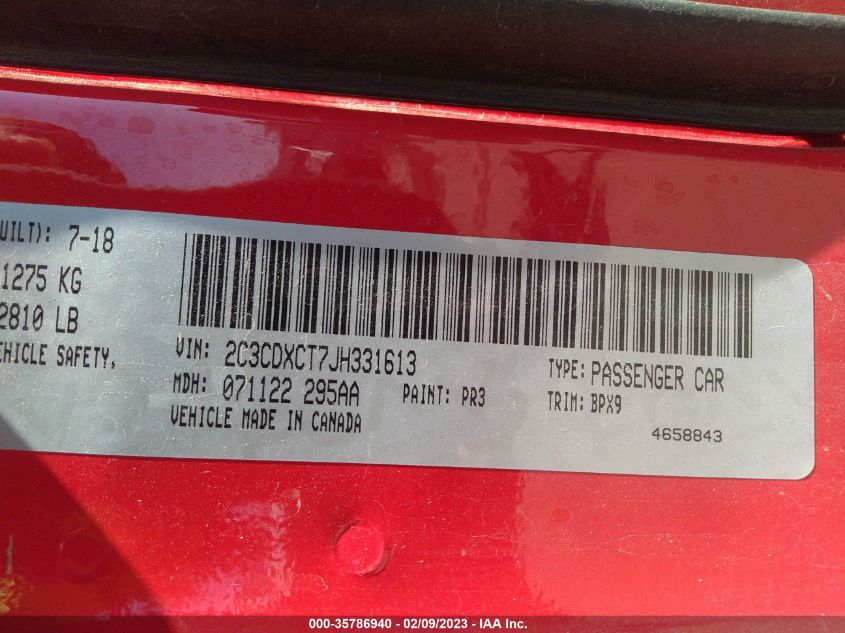 UILT): 7-18
1275 KG
2810 LB
EHICLE SAFETY,
VIN: 2C3CDXCT7JH331613
TYPE: PASSENGER CAR
MDH: 071122 295AA
PAINT: PR3
TRIM: BPX9
VEHICLE MADE IN CANADA
4658843
000-35786940 / 02/09/2023 - IAA Inc.